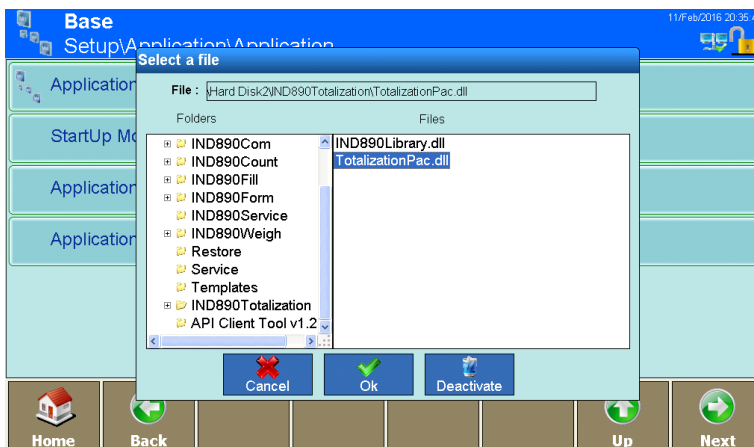 Base
11/Feb/2016 20:35:4
Setup\Application\Application
Select a file
Application
File : \Hard Disk2\IND890Totalization\TotalizationPac.dll
Folders Files
StartUp Mo
IND890Com IND890Library.dll
IND890Count TotalizationPac.dll
IND890Fill
Application
IND890Form
IND890Service
IND890Weigh
Applicatior
Restore
Service
Templates
IND890Totalization
API Client Tool v1.2
Cancel Ok Deactivate
Home Back Up Next